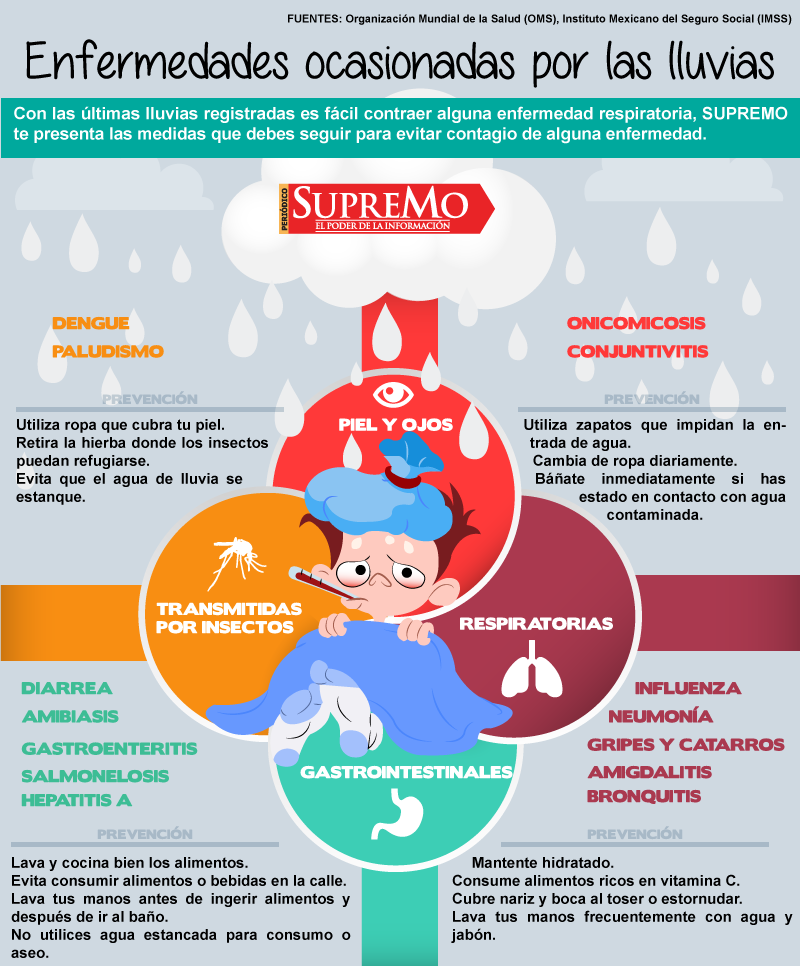 FUENTES: Organización Mundial de la Salud (OMS), Instituto Mexicano del Seguro Social (IMSS)
Enfermedades ocasionadas por las lluvias
Con las últimas lluvias registradas es fácil contraer alguna enfermedad respiratoria, SUPREMO
te presenta las medidas que debes seguir para evitar contagio de alguna enfermedad.
PERIÓDICO
SUPREMO
EL PODER DE LA INFORMACIÓN
DENGUE
PALUDISMO
PREVENCIÓN
Utiliza ropa que cubra tu piel.
Retira la hierba donde los insectos
puedan refugiarse.
Evita que el agua de lluvia se
estanque.
ONICOMICOSIS
CONJUNTIVITIS
PREVENCIÓN
Utiliza zapatos que impidan la en-
trada de agua.
Cambia de ropa diariamente.
Báñate inmediatamente si has
estado en contacto con agua
contaminada.
PIEL Y OJOS
TRANSMITIDAS
POR INSECTOS
RESPIRATORIAS
GASTROINTESTINALES
DIARREA
AMIBIASIS
GASTROENTERITIS
SALMONELOSIS
HEPATITIS A
PREVENCIÓN
Lava y cocina bien los alimentos.
Evita consumir alimentos o bebidas en la calle.
Lava tus manos antes de ingerir alimentos y
después de ir al baño.
No utilices agua estancada para consumo o
aseo.
INFLUENZA
NEUMONÍA
GRIPES Y CATARROS
AMIGDALITIS
BRONQUITIS
PREVENCIÓN
Mantente hidratado.
Consume alimentos ricos en vitamina C.
Cubre nariz y boca al toser o estornudar.
Lava tus manos frecuentemente con agua y
jabón.